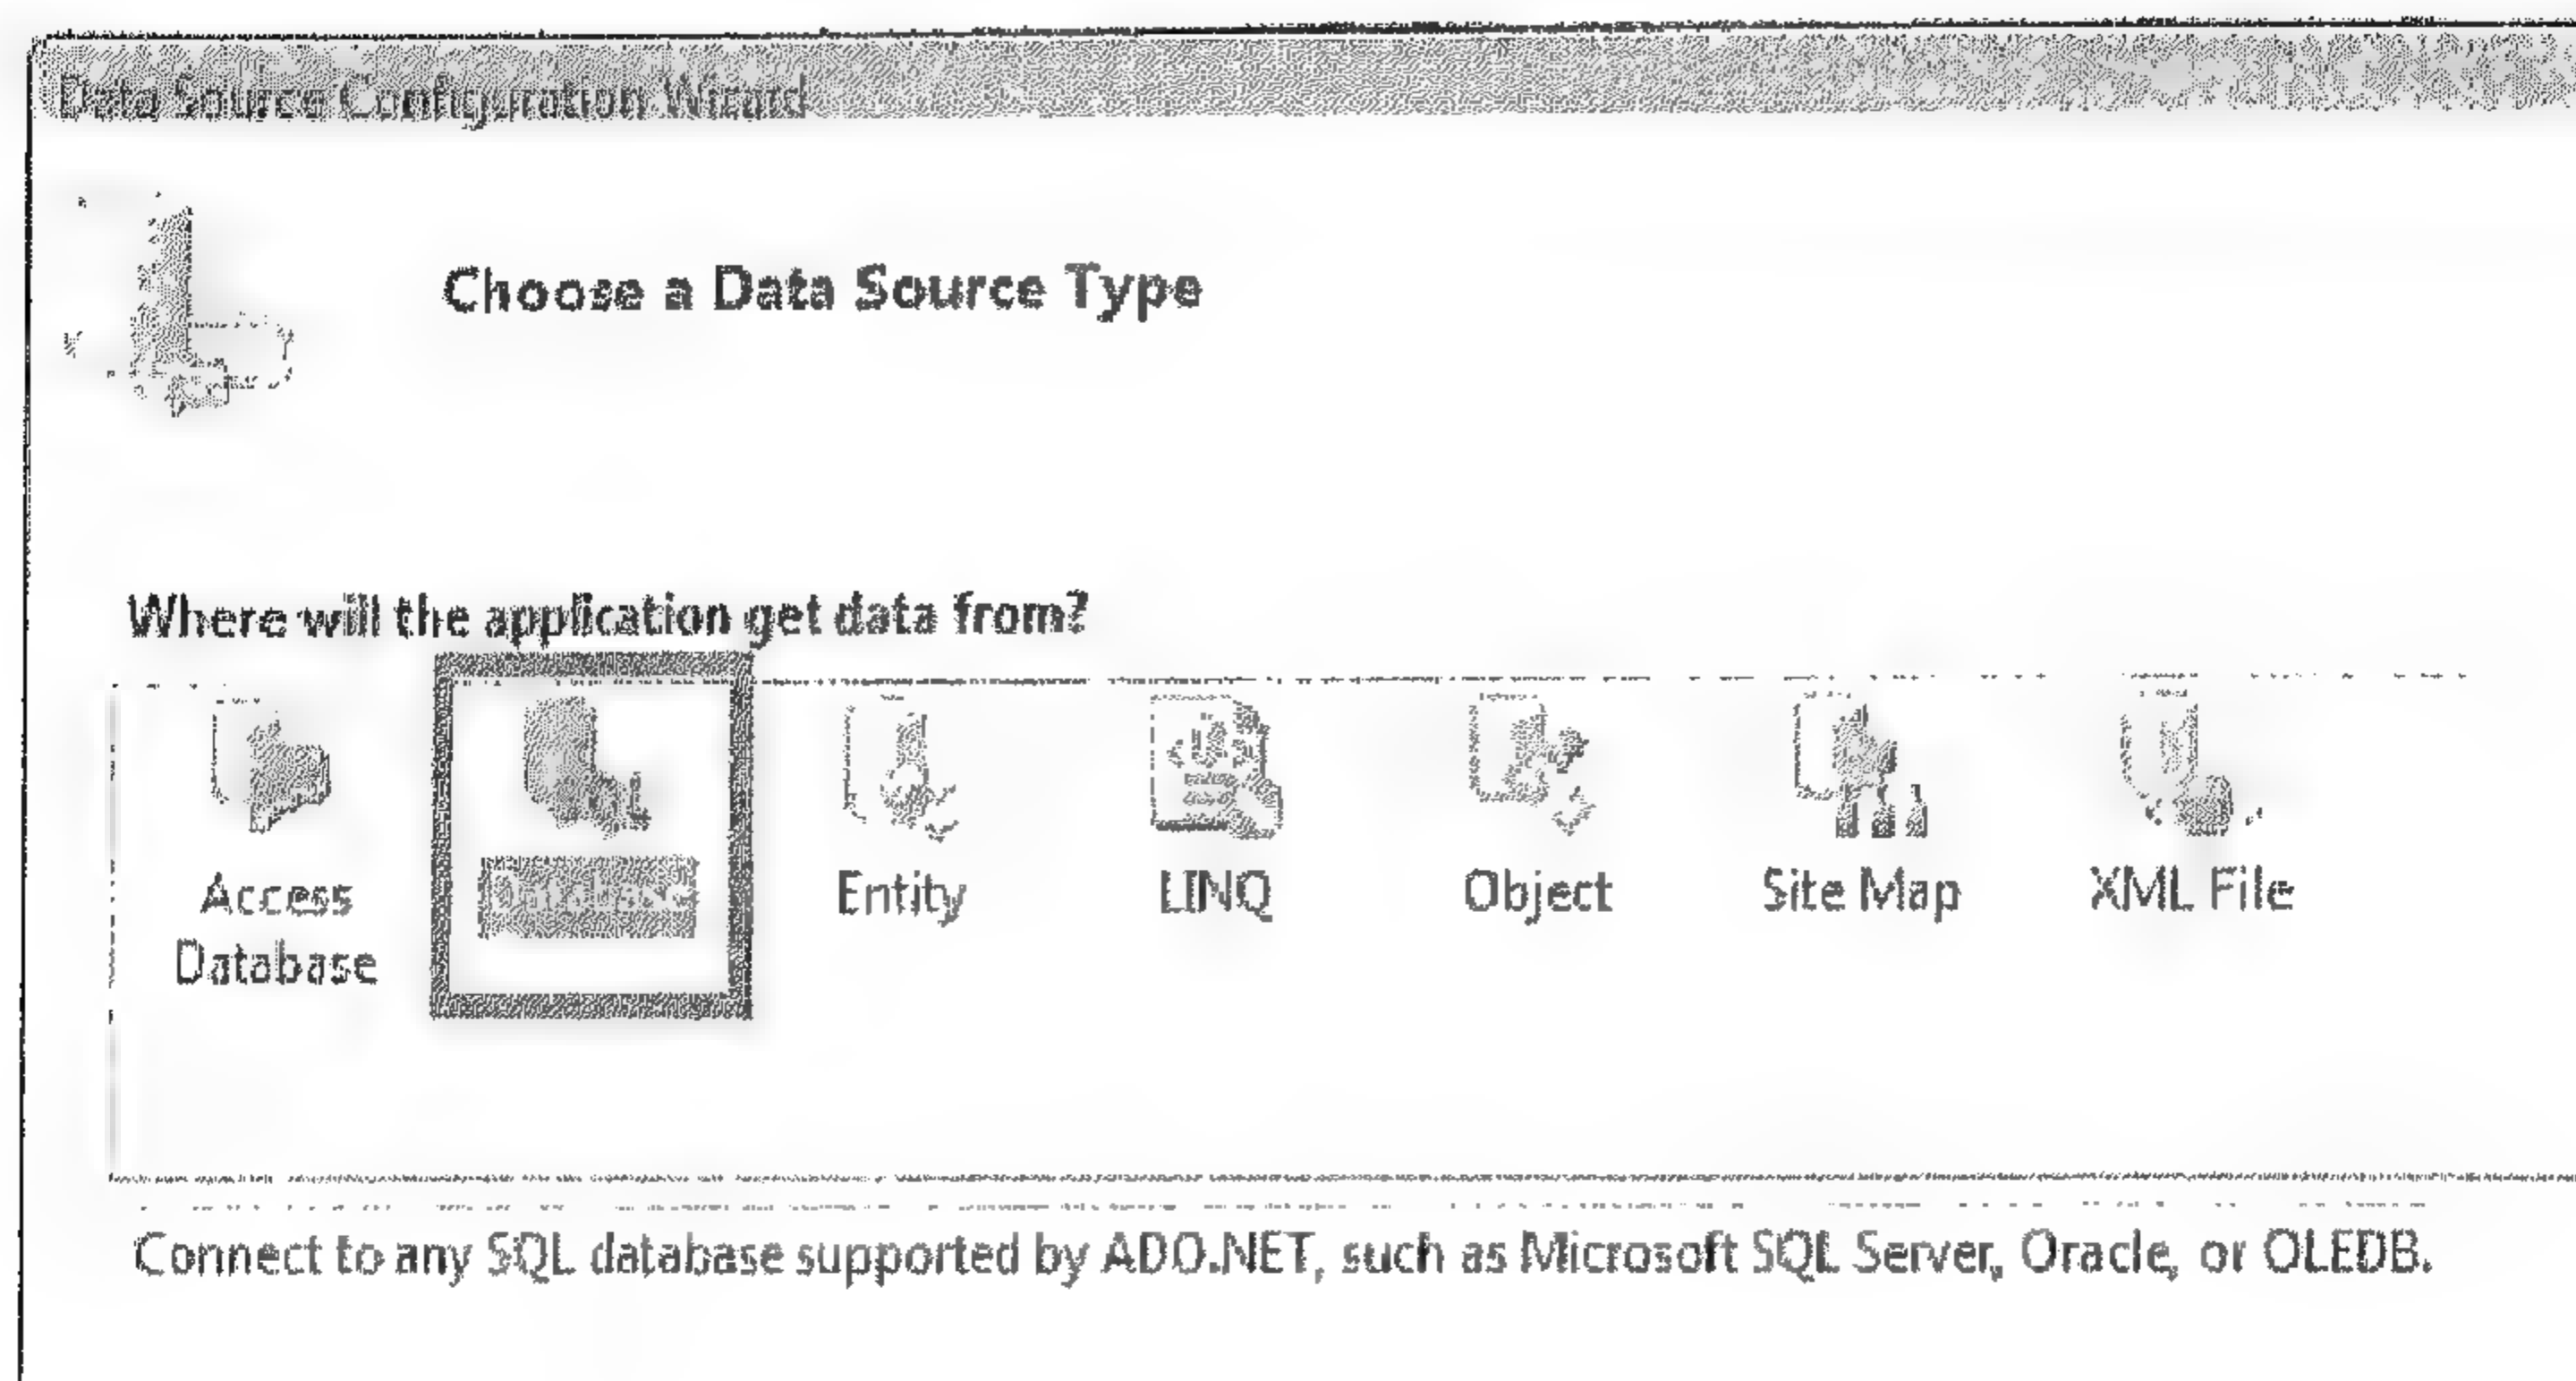 Data Source Configuration Wizard
Choose a Data Source Type
Where will the application get data from?
Access Database
Database
Entity
LINQ
Object
Site Map
XML File
Connect to any SQL database supported by ADO.NET, such as Microsoft SQL Server, Oracle, or OLEDB.